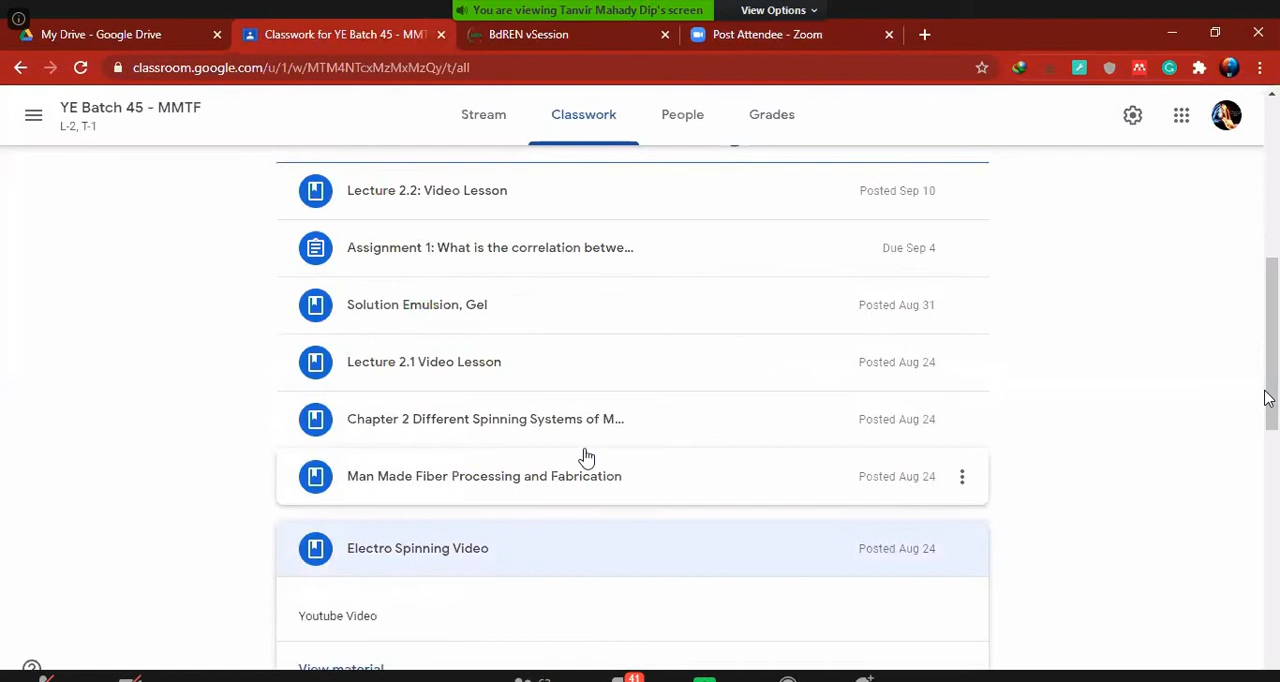 You are viewing Tanvir Mahady Dip's screen
View Options
My Drive - Google Drive
Classwork for YE Batch 45 - MMT
BdREN vSession
Post Attendee - Zoom
classroom.google.com/u/1/w/MTM4NTcxMzMxMzQy/t/all
YE Batch 45 - MMTF
L-2, T-1
Stream
Classwork
People
Grades
Lecture 2.2: Video Lesson
Posted Sep 10
Assignment 1: What is the correlation betwe...
Due Sep 4
Solution Emulsion, Gel
Posted Aug 31
Lecture 2.1 Video Lesson
Posted Aug 24
Chapter 2 Different Spinning Systems of M...
Posted Aug 24
Man Made Fiber Processing and Fabrication
Posted Aug 24
Electro Spinning Video
Posted Aug 24
Youtube Video
View material
41